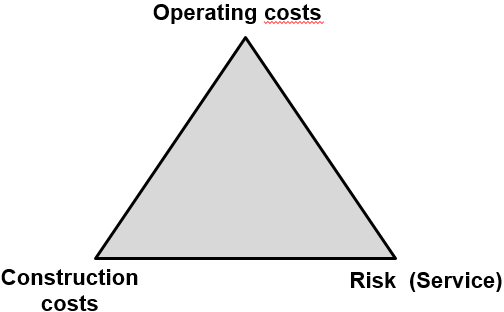 Operating costs
Construction
costs
Risk (Service)